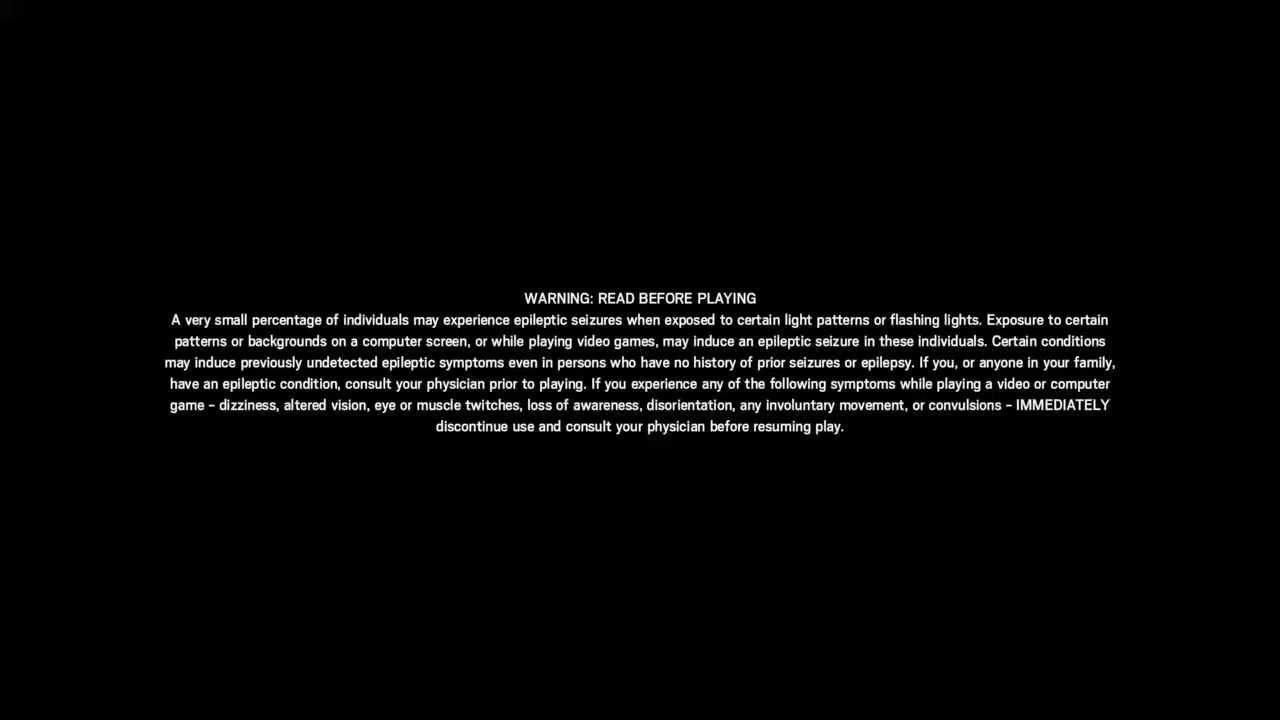 WARNING: READ BEFORE PLAYING
A very small percentage of individuals may experience epileptic seizures when exposed to certain light patterns or flashing lights. Exposure to certain
patterns or backgrounds on a computer screen, or while playing video games, may induce an epileptic seizure in these individuals. Certain conditions
may induce previously undetected epileptic symptoms even in persons who have no history of prior seizures or epilepsy. If you, or anyone in your family,
have an epileptic condition, consult your physician prior to playing. If you experience any of the following symptoms while playing a video or computer
game – dizziness, altered vision, eye or muscle twitches, loss of awareness, disorientation, any involuntary movement, or convulsions – IMMEDIATELY
discontinue use and consult your physician before resuming play.